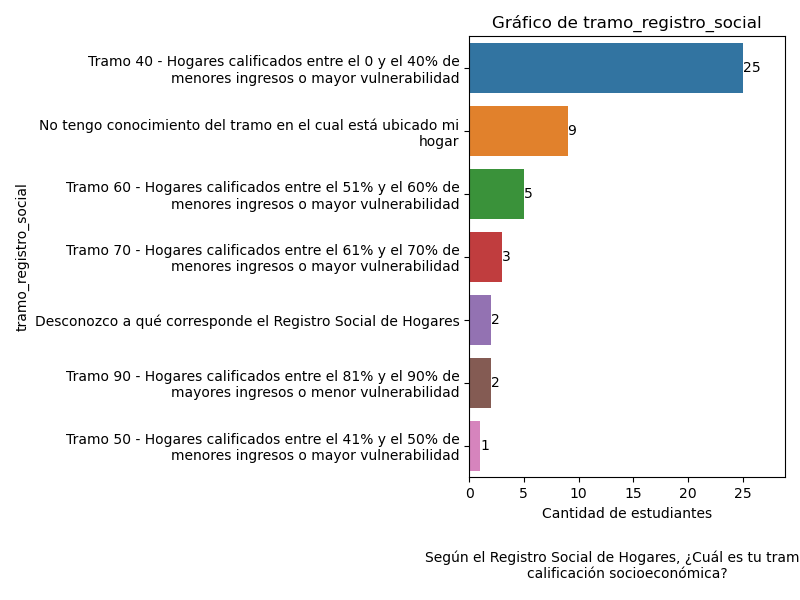 Gráfico de tramo_registro_social
tramo_registro_social
Tramo 40 - Hogares calificados entre el 0 y el 40% de
menores ingresos o mayor vulnerabilidad
25
No tengo conocimiento del tramo en el cual está ubicado mi
hogar
9
Tramo 60 - Hogares calificados entre el 51% y el 60% de
menores ingresos o mayor vulnerabilidad
5
Tramo 70 - Hogares calificados entre el 61% y el 70% de
menores ingresos o mayor vulnerabilidad
3
Desconozco a qué corresponde el Registro Social de Hogares
2
Tramo 90 - Hogares calificados entre el 81% y el 90% de
mayores ingresos o menor vulnerabilidad
2
Tramo 50 - Hogares calificados entre el 41% y el 50% de
menores ingresos o mayor vulnerabilidad
1
0 5 10 15 20 25
Cantidad de estudiantes
Según el Registro Social de Hogares, ¿Cuál es tu tram
calificación socioeconómica?